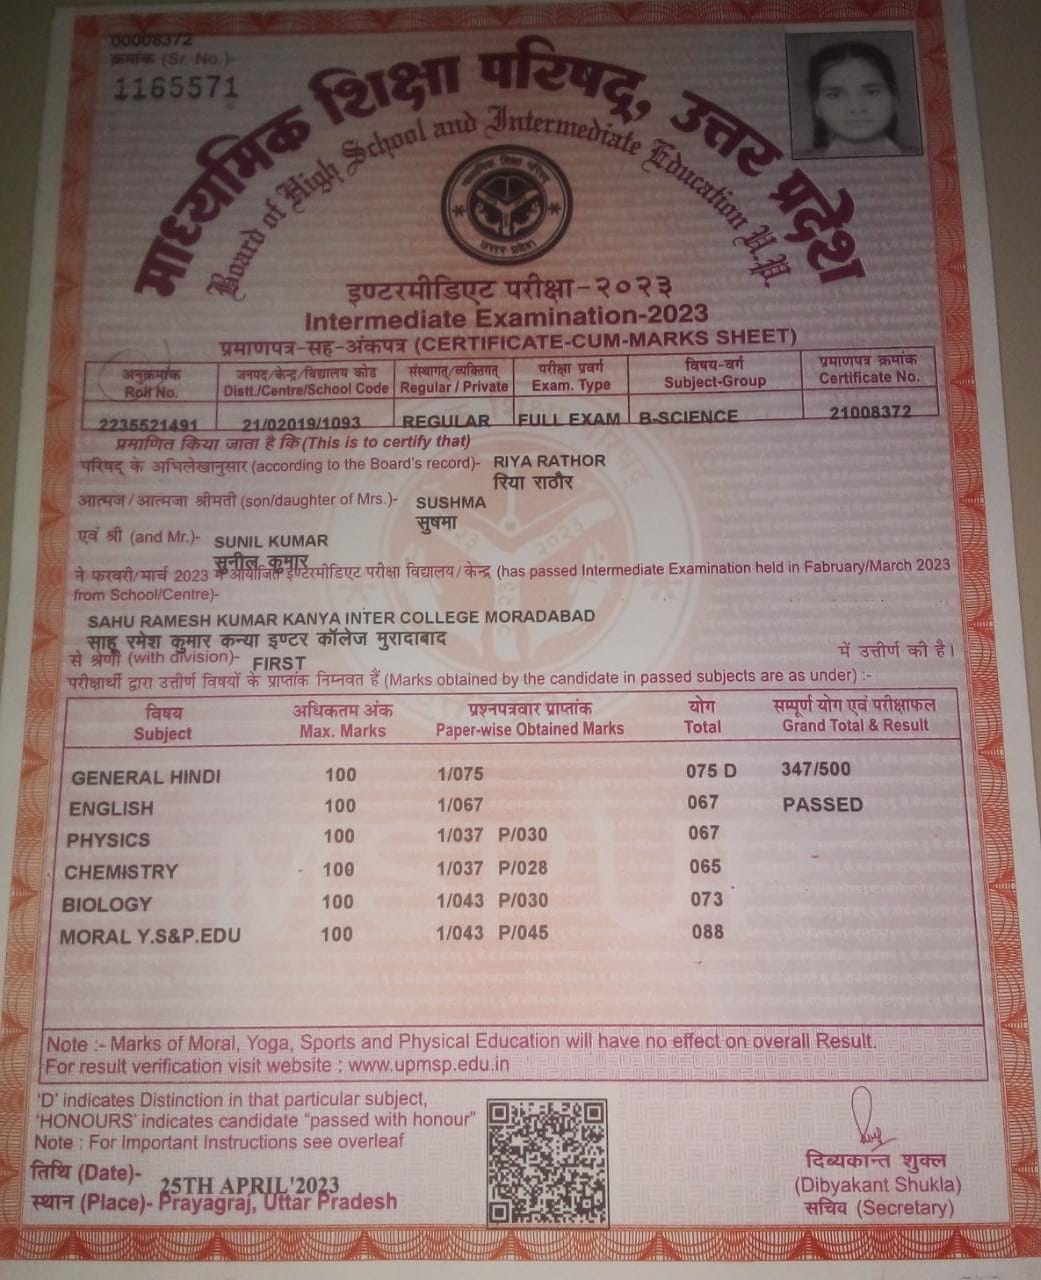 00008372
क्रमांक (Sr. No.)-
1165571
माध्यमिक शिक्षा परिषद्, उत्तर प्रदेश
Board of High School and Intermediate Education U.P.
माध्यमिक शिक्षा परिषद
उत्तर प्रदेश
इण्टरमीडिएट परीक्षा-२०२३
Intermediate Examination-2023
प्रमाणपत्र-सह-अंकपत्र (CERTIFICATE-CUM-MARKS SHEET)
अनुक्रमांक जनपद/केन्द्र/विद्यालय कोड संस्थागत्/व्यक्तिगत् परीक्षा प्रवर्ग विषय-वर्ग प्रमाणपत्र क्रमांक
Roll No. Distt./Centre/School Code Regular / Private Exam. Type Subject-Group Certificate No.
2235521491 21/02019/1093 REGULAR FULL EXAM B-SCIENCE 21008372
प्रमाणित किया जाता है कि (This is to certify that)
परिषद् के अभिलेखानुसार (according to the Board's record)- RIYA RATHOR
रिया राठौर
आत्मज/आत्मजा श्रीमती (son/daughter of Mrs.)- SUSHMA
सुषमा
एवं श्री (and Mr.)- SUNIL KUMAR
सुनील कुमार
ने फरवरी/मार्च 2023 में आयोजित इण्टरमीडिएट परीक्षा विद्यालय/केन्द्र (has passed Intermediate Examination held in Fabruary/March 2023
from School/Centre)-
SAHU RAMESH KUMAR KANYA INTER COLLEGE MORADABAD
साहू रमेश कुमार कन्या इण्टर कॉलेज मुरादाबाद
से श्रेणी (with division)- FIRST में उत्तीर्ण की है।
परीक्षार्थी द्वारा उत्तीर्ण विषयों के प्राप्तांक निम्नवत हैं (Marks obtained by the candidate in passed subjects are as under) :-
विषय अधिकतम अंक प्रश्नपत्रवार प्राप्तांक योग सम्पूर्ण योग एवं परीक्षाफल
Subject Max. Marks Paper-wise Obtained Marks Total Grand Total & Result
GENERAL HINDI 100 1/075 075 D 347/500
ENGLISH 100 1/067 067 PASSED
PHYSICS 100 1/037 P/030 067
CHEMISTRY 100 1/037 P/028 065
BIOLOGY 100 1/043 P/030 073
MORAL Y.S&P.EDU 100 1/043 P/045 088
Note :- Marks of Moral, Yoga, Sports and Physical Education will have no effect on overall Result.
For result verification visit website : www.upmsp.edu.in
'D' indicates Distinction in that particular subject,
'HONOURS' indicates candidate "passed with honour"
Note : For Important Instructions see overleaf
तिथि (Date)- 25TH APRIL'2023
स्थान (Place)- Prayagraj, Uttar Pradesh
दिब्यकान्त शुक्ल
(Dibyakant Shukla)
सचिव (Secretary)